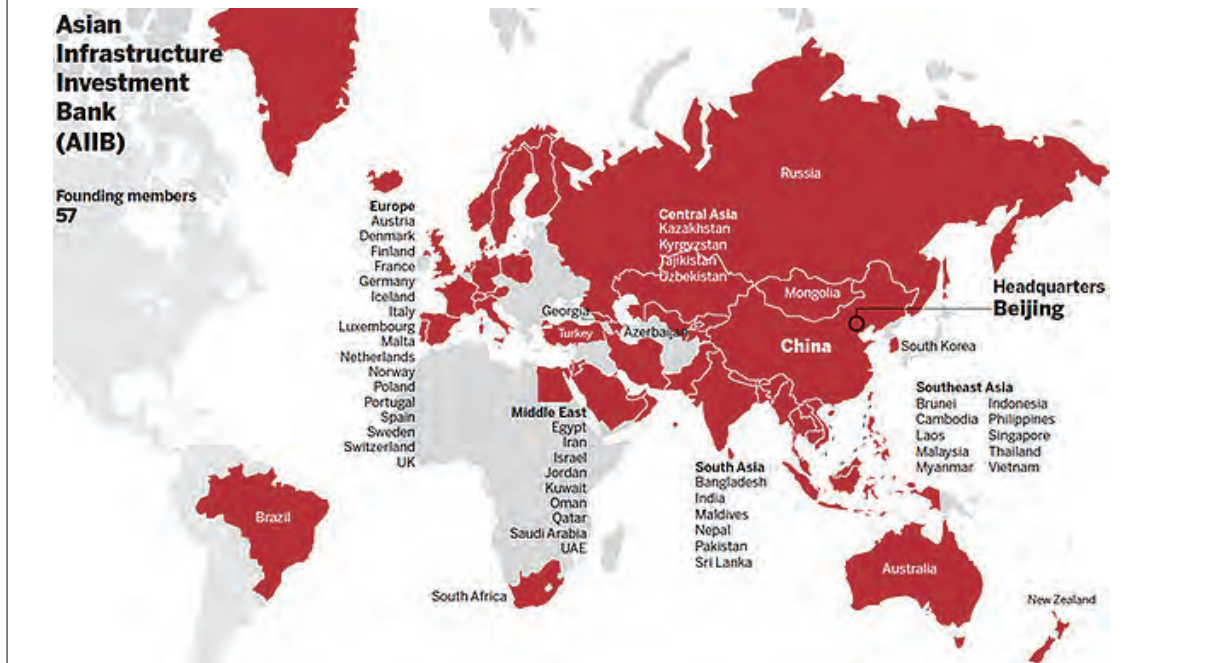 Asian
Infrastructure
Investment
Bank
(AIIB)
Founding members
57
Europe
Austria
Denmark
Finland
France
Germany
Iceland
Italy
Luxembourg
Malta
Netherlands
Norway
Poland
Portugal
Spain
Sweden
Switzerland
UK
Russia
Central Asia
Kazakhstan
Kyrgyzstan
Tajikistan
Uzbekistan
Mongolia
Headquarters
Beijing
Georgia
Turkey
Azerbaijan
China
South Korea
Middle East
Egypt
Iran
Israel
Jordan
Kuwait
Oman
Qatar
Saudi Arabia
UAE
South Asia
Bangladesh
India
Maldives
Nepal
Pakistan
Sri Lanka
Southeast Asia
Brunei Indonesia
Cambodia Philippines
Laos Singapore
Malaysia Thailand
Myanmar Vietnam
Brazil
South Africa
Australia
New Zealand